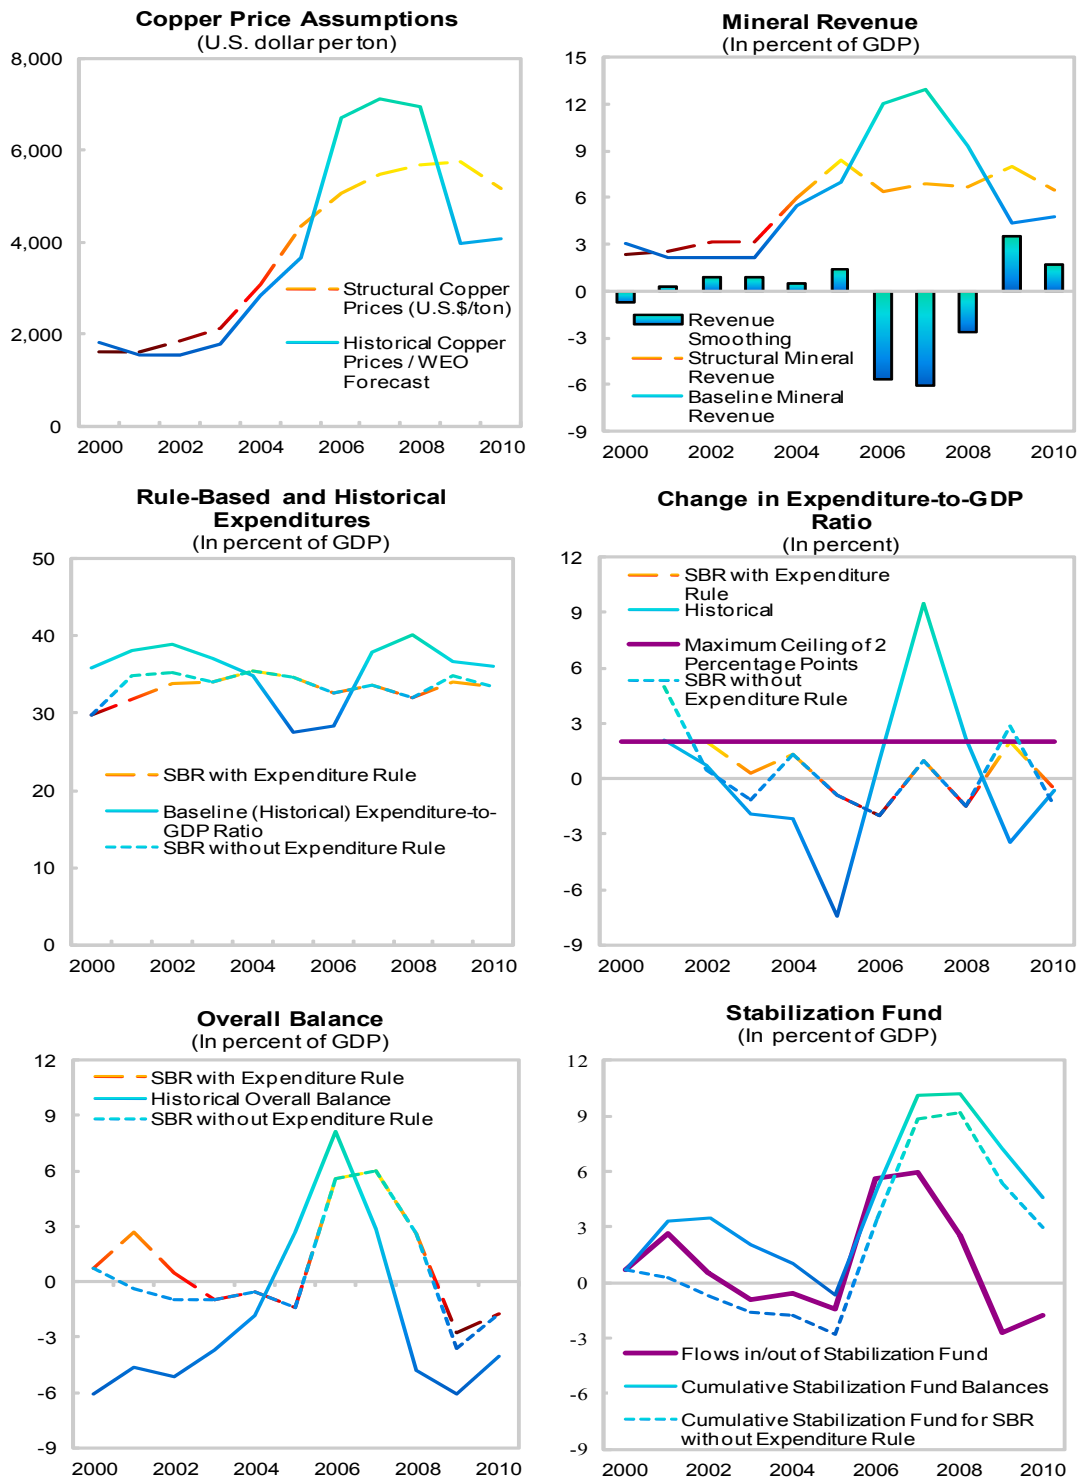 Copper Price Assumptions
(U.S. dollar per ton)
8,000
6,000
4,000
2,000
0
Structural Copper
Prices (U.S.$/ton)
Historical Copper
Prices / WEO
Forecast
2000 2002 2004 2006 2008 2010
Mineral Revenue
(In percent of GDP)
15
12
9
6
3
0
-3
-6
-9
Revenue
Smoothing
Structural Mineral
Revenue
Baseline Mineral
Revenue
2000 2002 2004 2006 2008 2010
Rule-Based and Historical
Expenditures
(In percent of GDP)
50
40
30
20
10
0
SBR with Expenditure Rule
Baseline (Historical) Expenditure-to-
GDP Ratio
SBR without Expenditure Rule
2000 2002 2004 2006 2008 2010
Change in Expenditure-to-GDP
Ratio
(In percent)
12
9
6
3
0
-3
-6
-9
SBR with Expenditure
Rule
Historical
Maximum Ceiling of 2
Percentage Points
SBR without
Expenditure Rule
2000 2002 2004 2006 2008 2010
Overall Balance
(In percent of GDP)
12
9
6
3
0
-3
-6
-9
SBR with Expenditure Rule
Historical Overall Balance
SBR without Expenditure Rule
2000 2002 2004 2006 2008 2010
Stabilization Fund
(In percent of GDP)
12
9
6
3
0
-3
-6
-9
Flows in/out of Stabilization Fund
Cumulative Stabilization Fund Balances
Cumulative Stabilization Fund for SBR
without Expenditure Rule
2000 2002 2004 2006 2008 2010